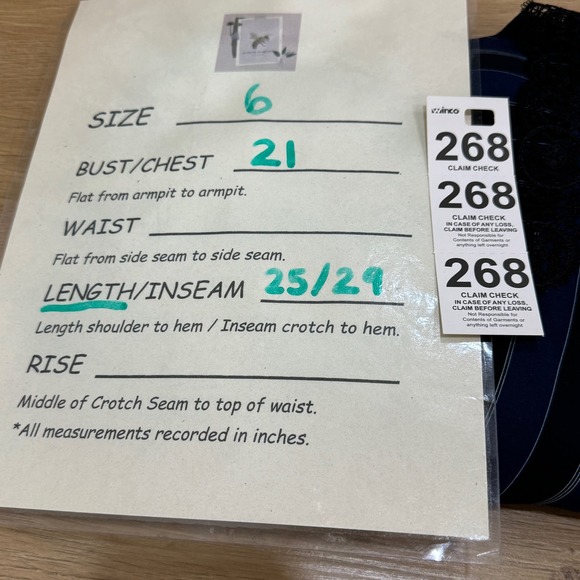 SIZE 6
BUST/CHEST 21
Flat from armpit to armpit.
WAIST
Flat from side seam to side seam.
LENGTH/INSEAM 25/29
Length shoulder to hem / Inseam crotch to hem.
RISE
Middle of Crotch Seam to top of waist.
*All measurements recorded in inches.
winco
268
CLAIM CHECK
268
CLAIM CHECK
IN CASE OF ANY LOSS,
CLAIM BEFORE LEAVING
Not Responsible for
Contents of Garments or
anything left overnight
268
CLAIM CHECK
IN CASE OF ANY LOSS,
CLAIM BEFORE LEAVING
Not Responsible for
Contents of Garments or
anything left overnight